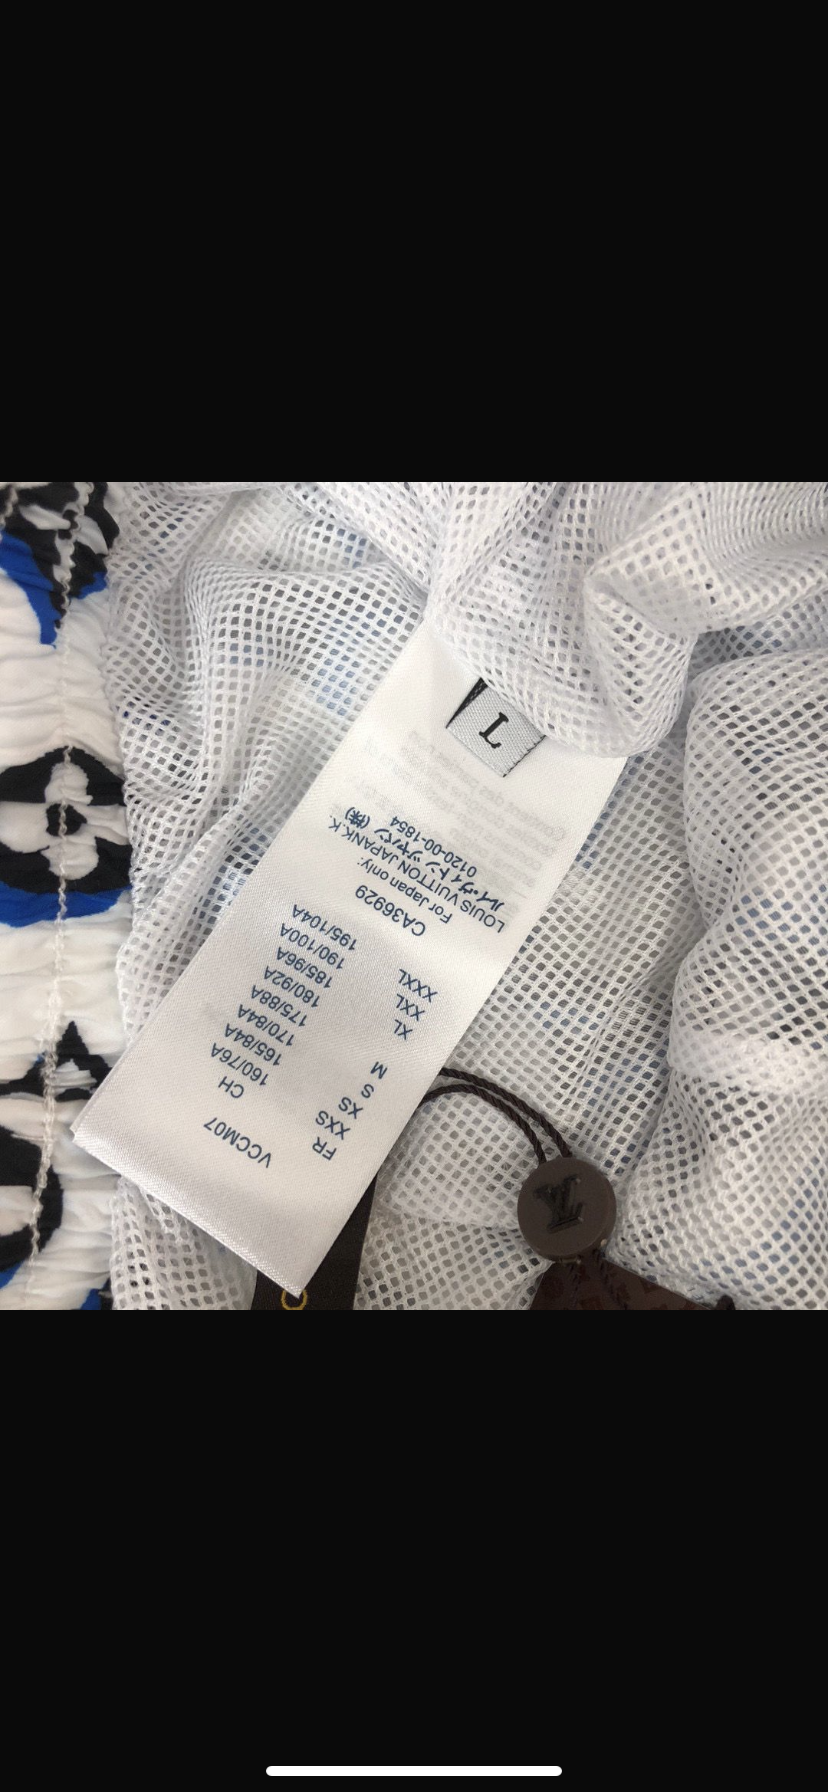 L
VCCM07
FR CH
XXS 160/76A
XS 165/84A
S 170/84A
M 175/88A
180/92A
XL 185/96A
XXL 190/100A
XXXL 195/104A
CA36929
For Japan only:
LOUIS VUITTON JAPAN K.K.
ルイ・ヴィトン ジャパン (株)
0120-00-1854
LV